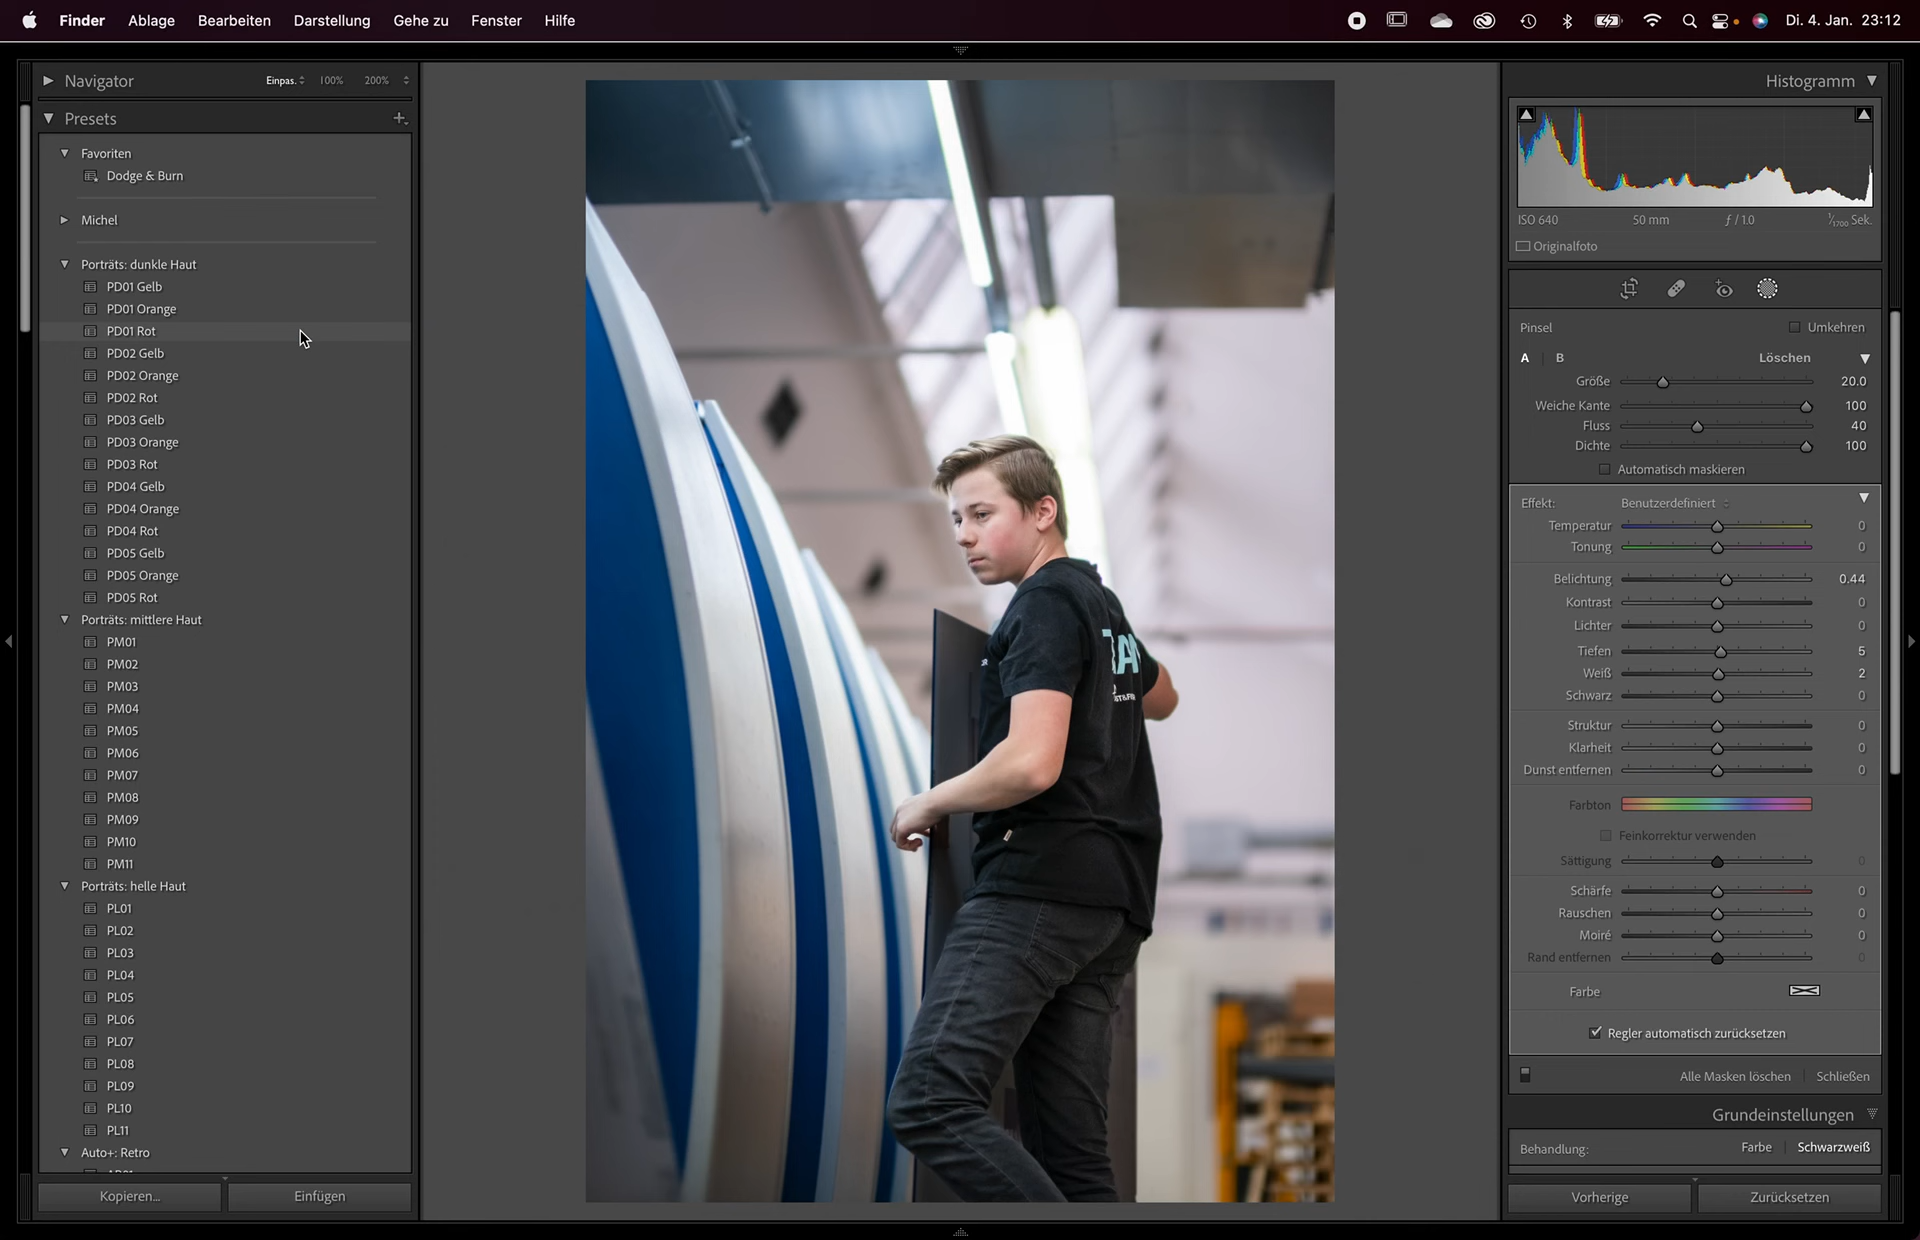 Finder Ablage Bearbeiten Darstellung Gehe zu Fenster Hilfe Di. 4. Jan. 23:12
Navigator Einpas. 100% 200%
Presets
Favoriten
Dodge & Burn
Michel
Porträts: dunkle Haut
PD01 Gelb
PD01 Orange
PD01 Rot
PD02 Gelb
PD02 Orange
PD02 Rot
PD03 Gelb
PD03 Orange
PD03 Rot
PD04 Gelb
PD04 Orange
PD04 Rot
PD05 Gelb
PD05 Orange
PD05 Rot
Porträts: mittlere Haut
PM01
PM02
PM03
PM04
PM05
PM06
PM07
PM08
PM09
PM10
PM11
Porträts: helle Haut
PL01
PL02
PL03
PL04
PL05
PL06
PL07
PL08
PL09
PL10
PL11
Auto+: Retro
Kopieren... Einfügen
Histogramm
ISO 640 50 mm ƒ / 1.0 1/1700 Sek.
Originalfoto
Pinsel Umkehren
A B Löschen
Größe 20.0
Weiche Kante 100
Fluss 40
Dichte 100
Automatisch maskieren
Effekt: Benutzerdefiniert
Temperatur 0
Tonung 0
Belichtung 0.44
Kontrast 0
Lichter 0
Tiefen 5
Weiß 2
Schwarz 0
Struktur 0
Klarheit 0
Dunst entfernen 0
Farbton
Feinkorrektur verwenden
Sättigung 0
Schärfe 0
Rauschen 0
Moiré 0
Rand entfernen 0
Farbe
Regler automatisch zurücksetzen
Alle Masken löschen Schließen
Grundeinstellungen
Behandlung: Farbe Schwarzweiß
Vorherige Zurücksetzen